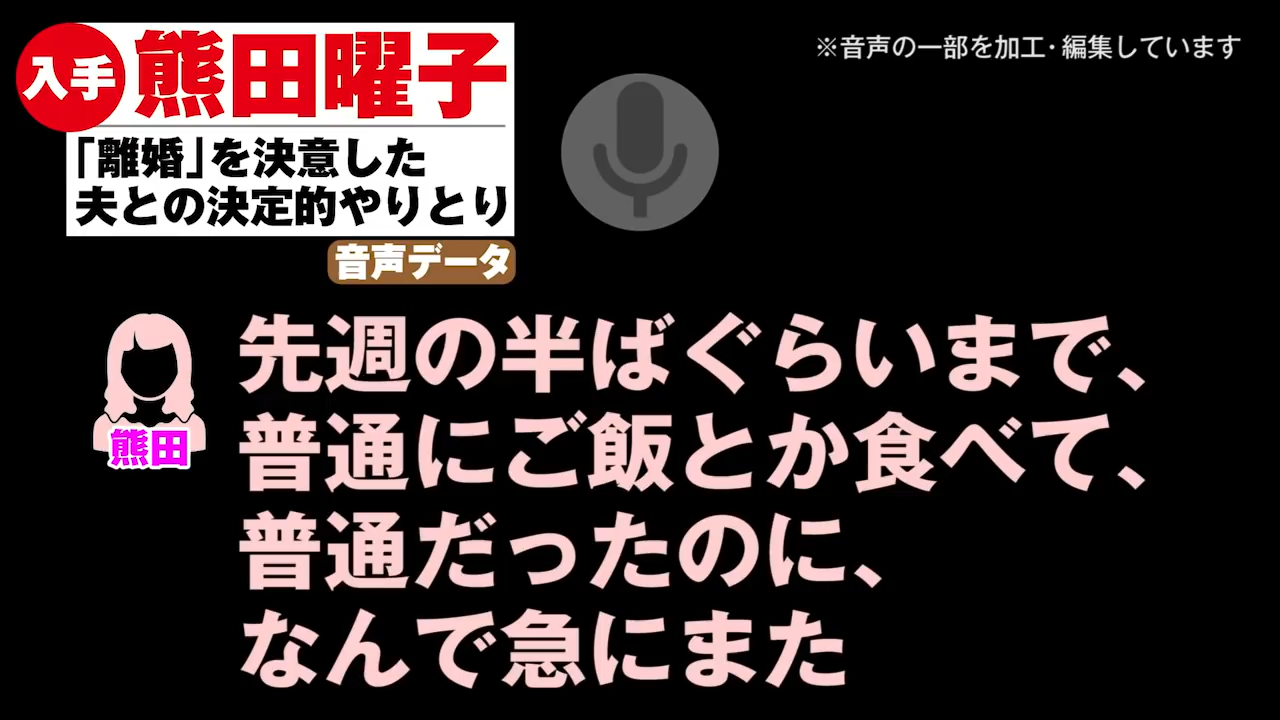 入手
熊田曜子
「離婚」を決意した
夫との決定的やりとり
音声データ
※音声の一部を加工・編集しています
熊田
先週の半ばぐらいまで、
普通にご飯とか食べて、
普通だったのに、
なんで急にまた